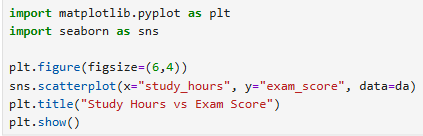 import matplotlib.pyplot as plt
import seaborn as sns
plt.figure(figsize=(6,4))
sns.scatterplot(x="study_hours", y="exam_score", data=da)
plt.title("Study Hours vs Exam Score")
plt.show()